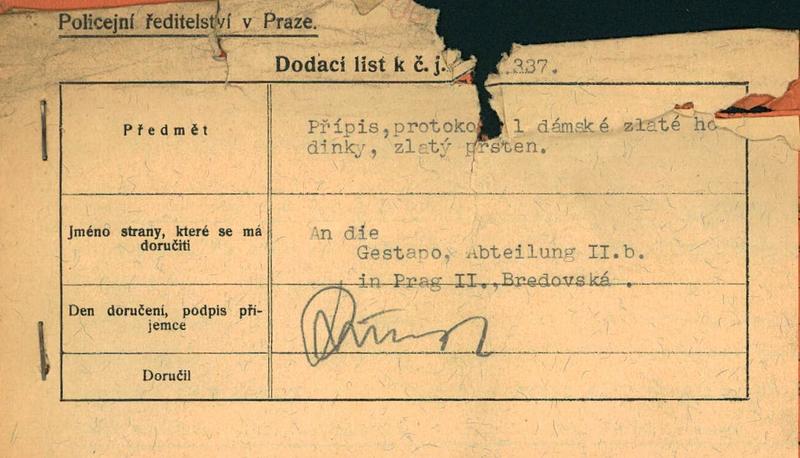 Policejní ředitelství v Praze.
Dodací list k č. j. 337.
Předmět
Přípis, protoko 1 dámské zlaté ho
dinky, zlatý prsten.
Jméno strany, které se má
doručiti
An die
Gestapo, Abteilung II.b.
in Prag II.,Bredovská .
Den doručení, podpis pří-
jemce
Doručil